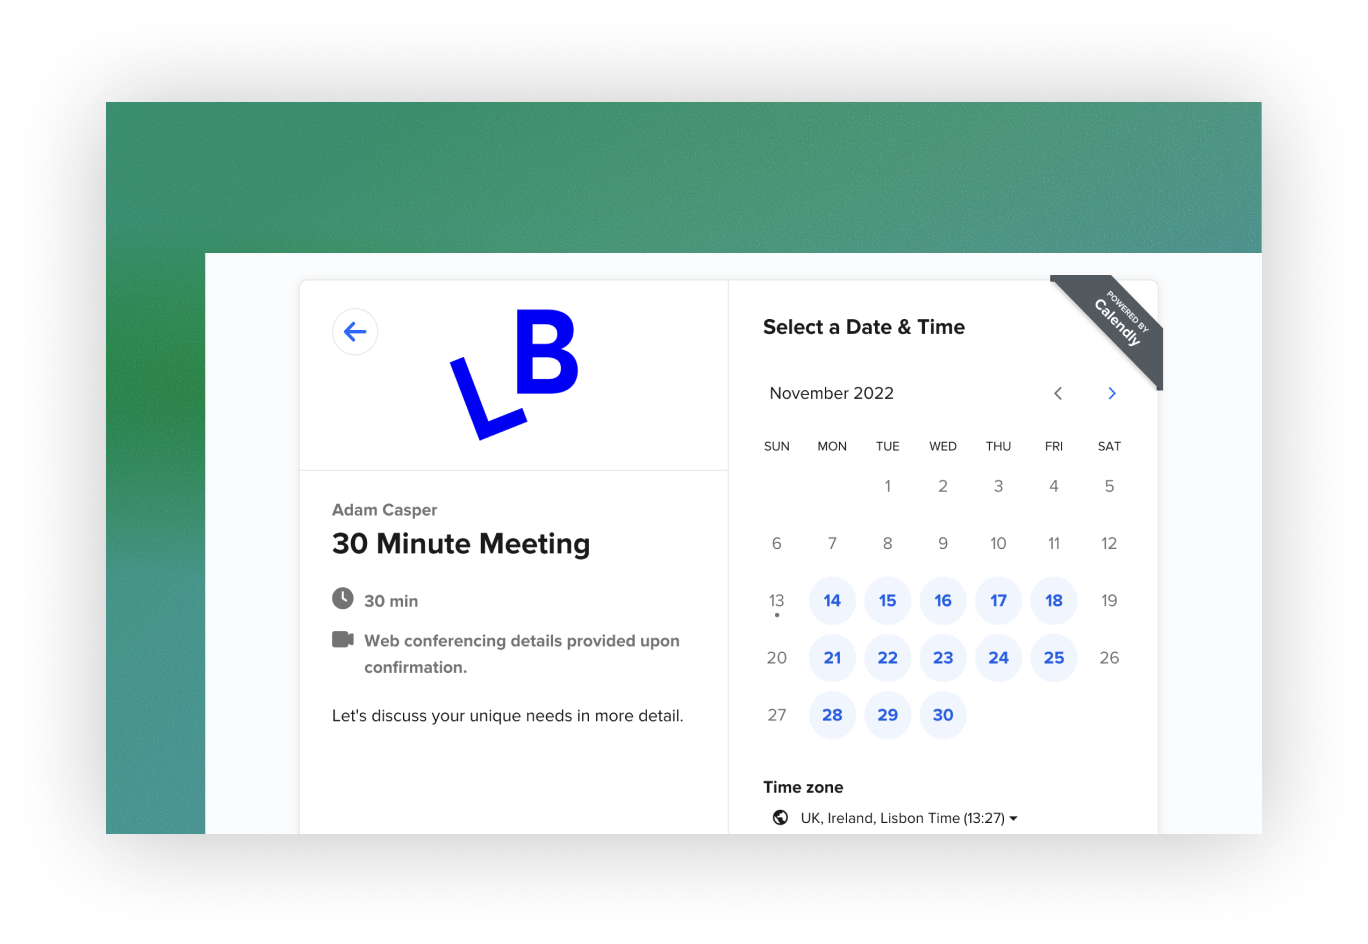 LB
Adam Casper
30 Minute Meeting
30 min
Web conferencing details provided upon
confirmation.
Let's discuss your unique needs in more detail.
POWERED BY
Calendly
Select a Date & Time
November 2022
SUN MON TUE WED THU FRI SAT
1 2 3 4 5
6 7 8 9 10 11 12
13 14 15 16 17 18 19
20 21 22 23 24 25 26
27 28 29 30
Time zone
UK, Ireland, Lisbon Time (13:27)